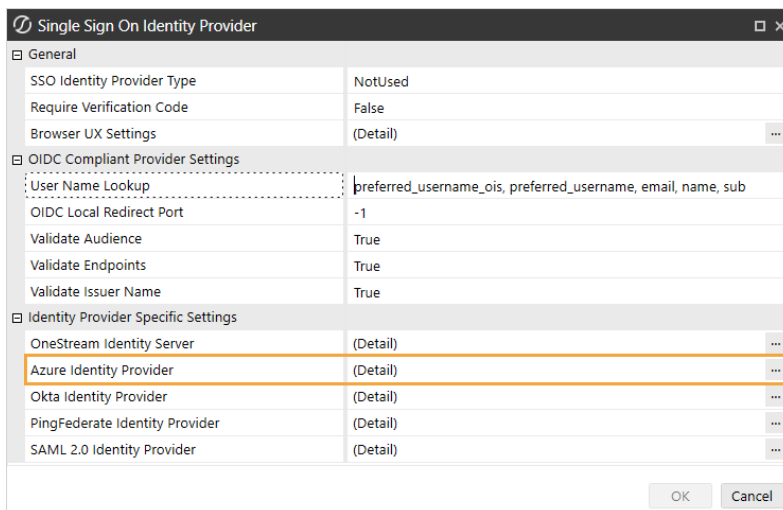 Single Sign On Identity Provider
General
SSO Identity Provider Type NotUsed
Require Verification Code False
Browser UX Settings (Detail) ...
OIDC Compliant Provider Settings
User Name Lookup preferred_username_ois, preferred_username, email, name, sub
OIDC Local Redirect Port -1
Validate Audience True
Validate Endpoints True
Validate Issuer Name True
Identity Provider Specific Settings
OneStream Identity Server (Detail) ...
Azure Identity Provider (Detail) ...
Okta Identity Provider (Detail) ...
PingFederate Identity Provider (Detail) ...
SAML 2.0 Identity Provider (Detail) ...
OK Cancel